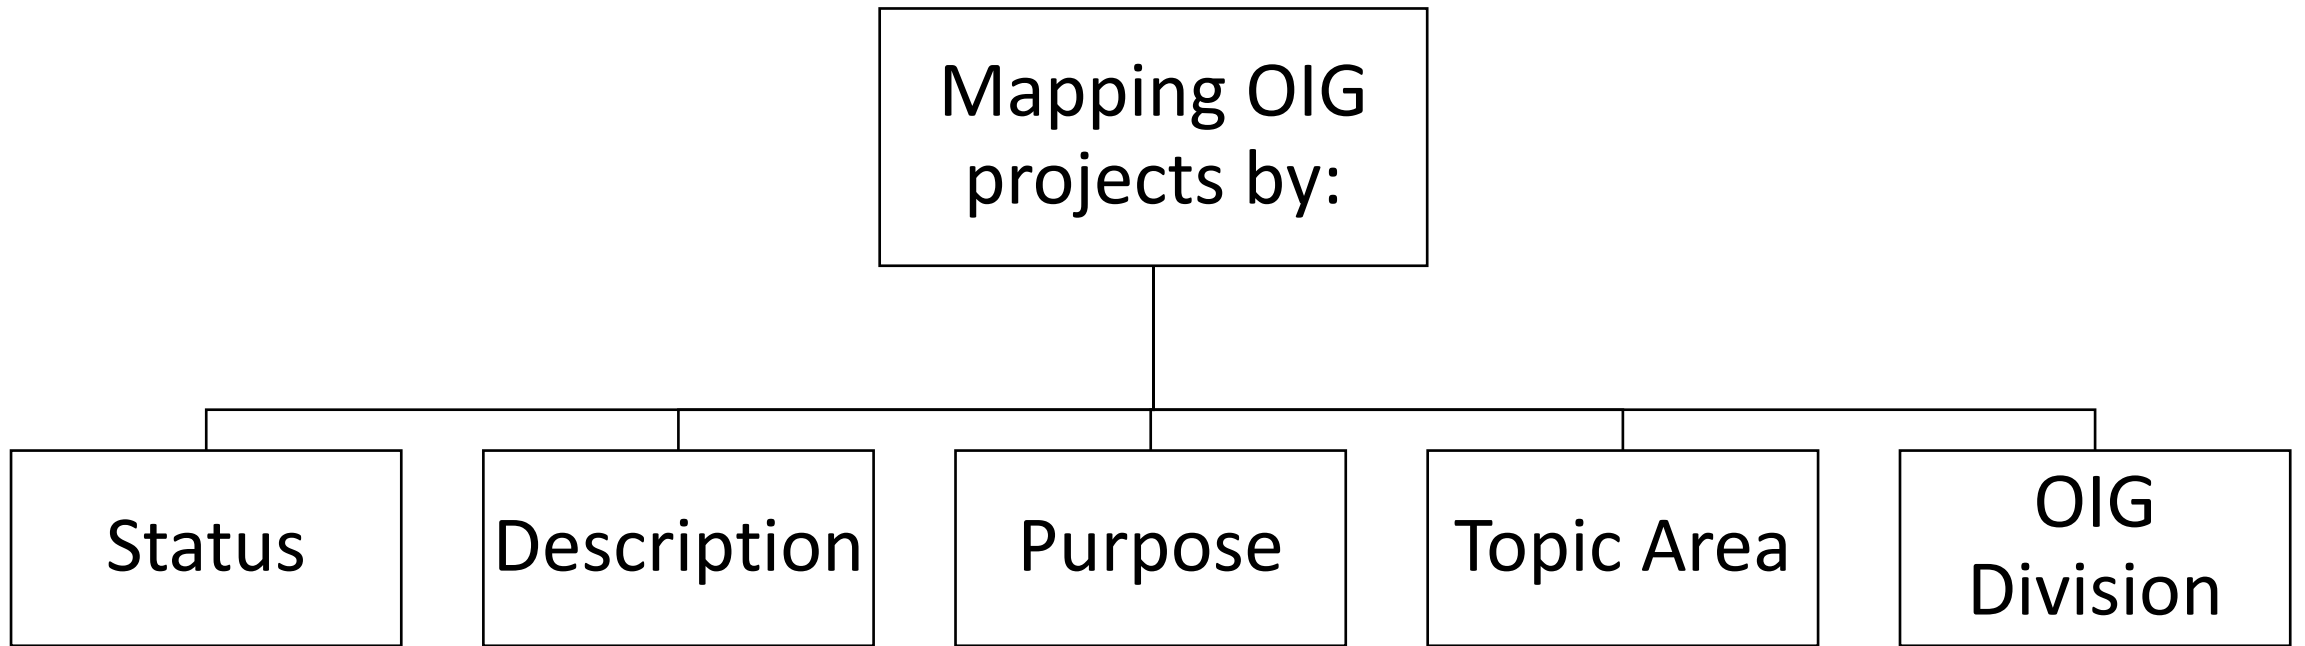 Mapping OIG
projects by:
Status
Description
Purpose
Topic Area
OIG
Division